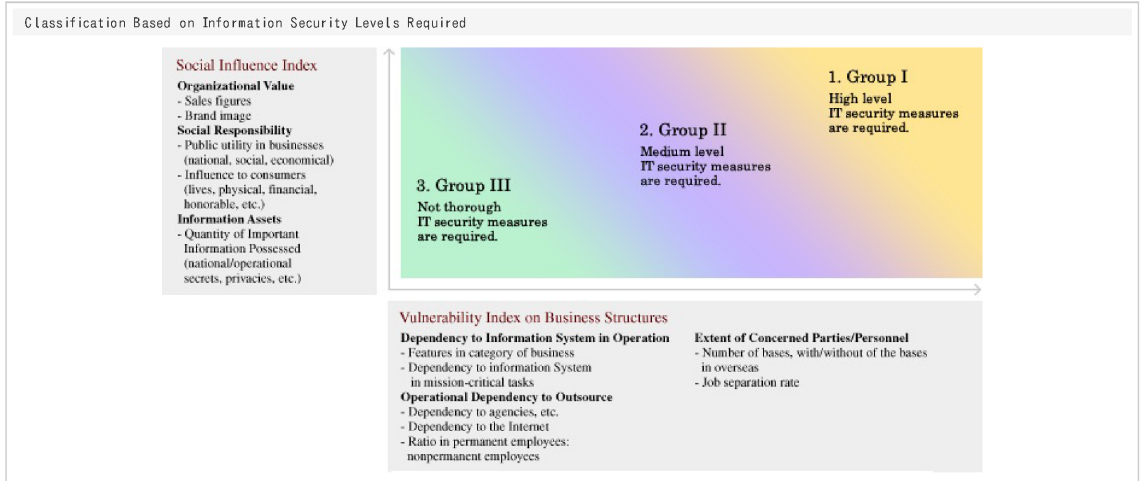 Classification Based on Information Security Levels Required
Social Influence Index
Organizational Value
- Sales figures
- Brand image
Social Responsibility
- Public utility in businesses
(national, social, economical)
- Influence to consumers
(lives, physical, financial,
honorable, etc.)
Information Assets
- Quantity of Important
Information Possessed
(national/operational
secrets, privacies, etc.)
1. Group I
High level
IT security measures
are required.
2. Group II
Medium level
IT security measures
are required.
3. Group III
Not thorough
IT security measures
are required.
Vulnerability Index on Business Structures
Dependency to Information System in Operation
- Features in category of business
- Dependency to information System
in mission-critical tasks
Operational Dependency to Outsource
- Dependency to agencies, etc.
- Dependency to the Internet
- Ratio in permanent employees:
nonpermanent employees
Extent of Concerned Parties/Personnel
- Number of bases, with/without of the bases
in overseas
- Job separation rate